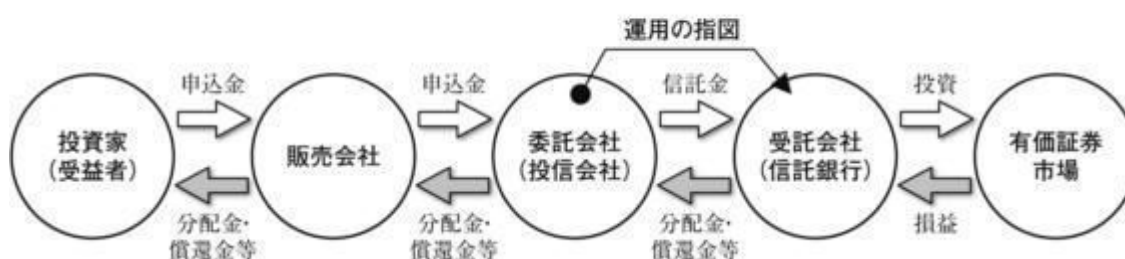 運用の指図
申込金
申込金
信託金
投資
投資家
(受益者)
販売会社
委託会社
(投信会社)
受託会社
(信託銀行)
有価証券
市場
分配金・
償還金等
分配金・
償還金等
分配金・
償還金等
損益